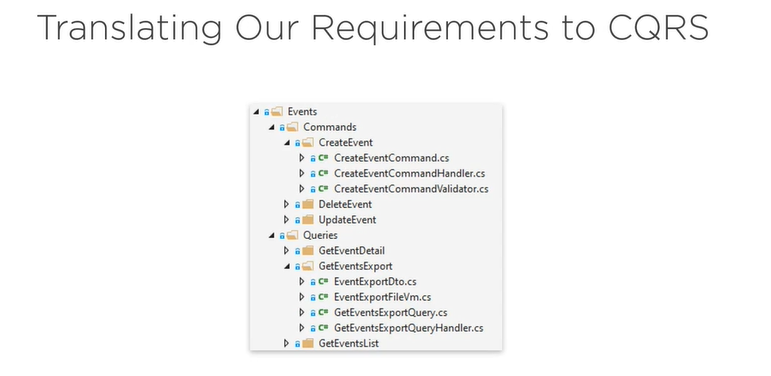 Translating Our Requirements to CQRS
Events
Commands
CreateEvent
C# CreateEventCommand.cs
C# CreateEventCommandHandler.cs
C# CreateEventCommandValidator.cs
DeleteEvent
UpdateEvent
Queries
GetEventDetail
GetEventsExport
C# EventExportDto.cs
C# EventExportFileVm.cs
C# GetEventsExportQuery.cs
C# GetEventsExportQueryHandler.cs
GetEventsList